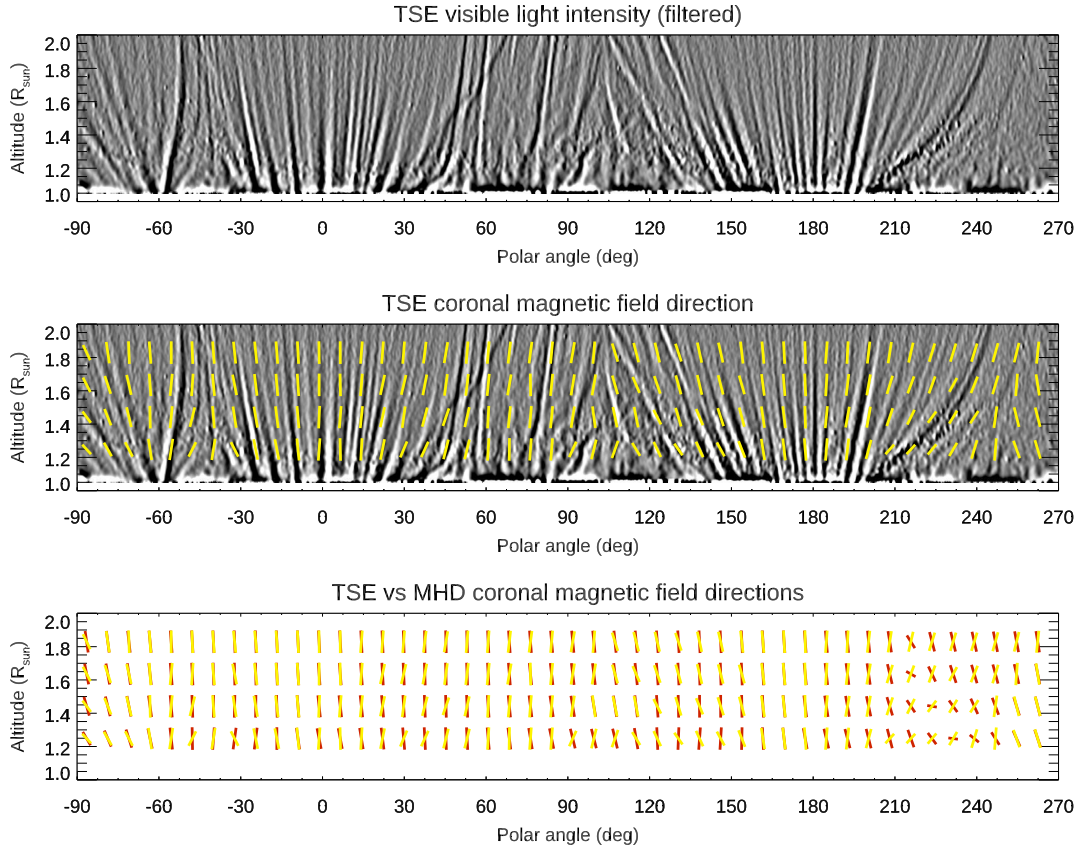 TSE visible light intensity (filtered)
2.0
1.8
1.6
1.4
1.2
1.0
Altitude (Rsun)
-90 -60 -30 0 30 60 90 120 150 180 210 240 270
Polar angle (deg)
TSE coronal magnetic field direction
2.0
1.8
1.6
1.4
1.2
1.0
Altitude (Rsun)
-90 -60 -30 0 30 60 90 120 150 180 210 240 270
Polar angle (deg)
TSE vs MHD coronal magnetic field directions
2.0
1.8
1.6
1.4
1.2
1.0
Altitude (Rsun)
-90 -60 -30 0 30 60 90 120 150 180 210 240 270
Polar angle (deg)